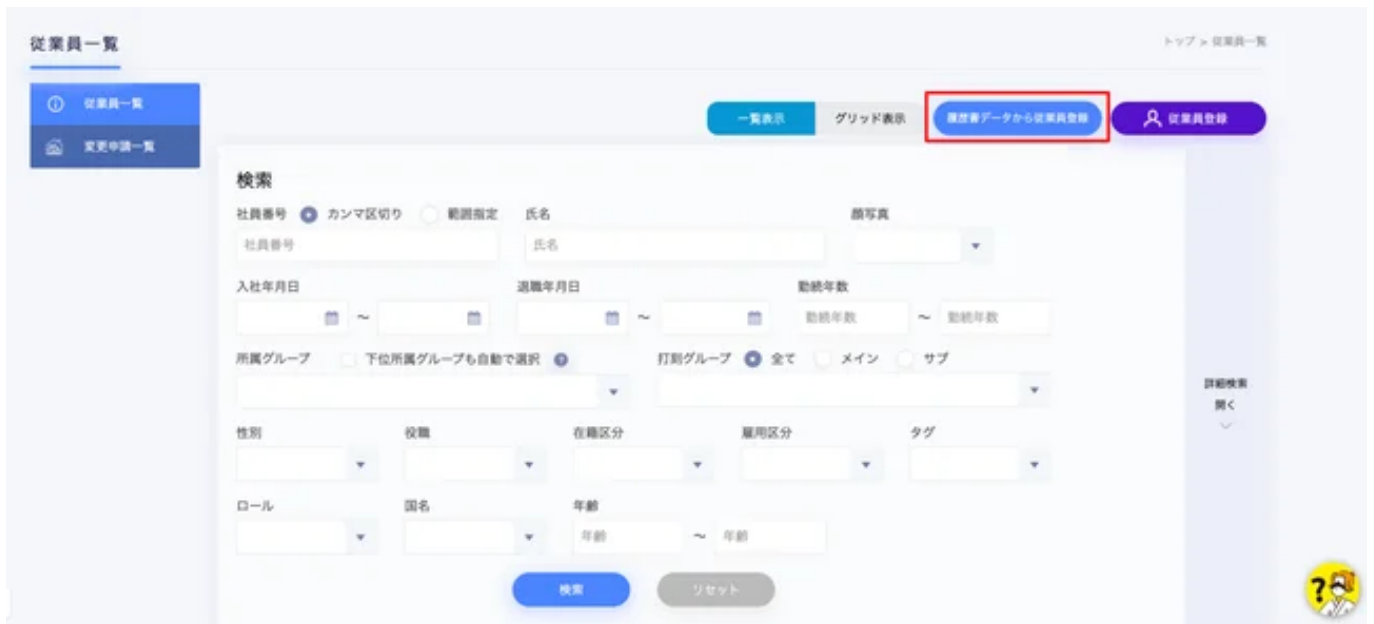 従業員一覧
トップ > 従業員一覧
従業員一覧
変更申請一覧
一覧表示 グリッド表示 履歴書データから従業員登録 従業員登録
検索
社員番号 カンマ区切り 範囲指定 氏名 顔写真
社員番号 氏名
入社年月日 退職年月日 勤続年数
~ ~ 勤続年数 ~ 勤続年数
所属グループ 下位所属グループも自動で選択 ? 打刻グループ 全て メイン サブ
詳細検索
開く
性別 役職 在籍区分 雇用区分 タグ
ロール 国名 年齢
年齢 ~ 年齢
検索 リセット
?